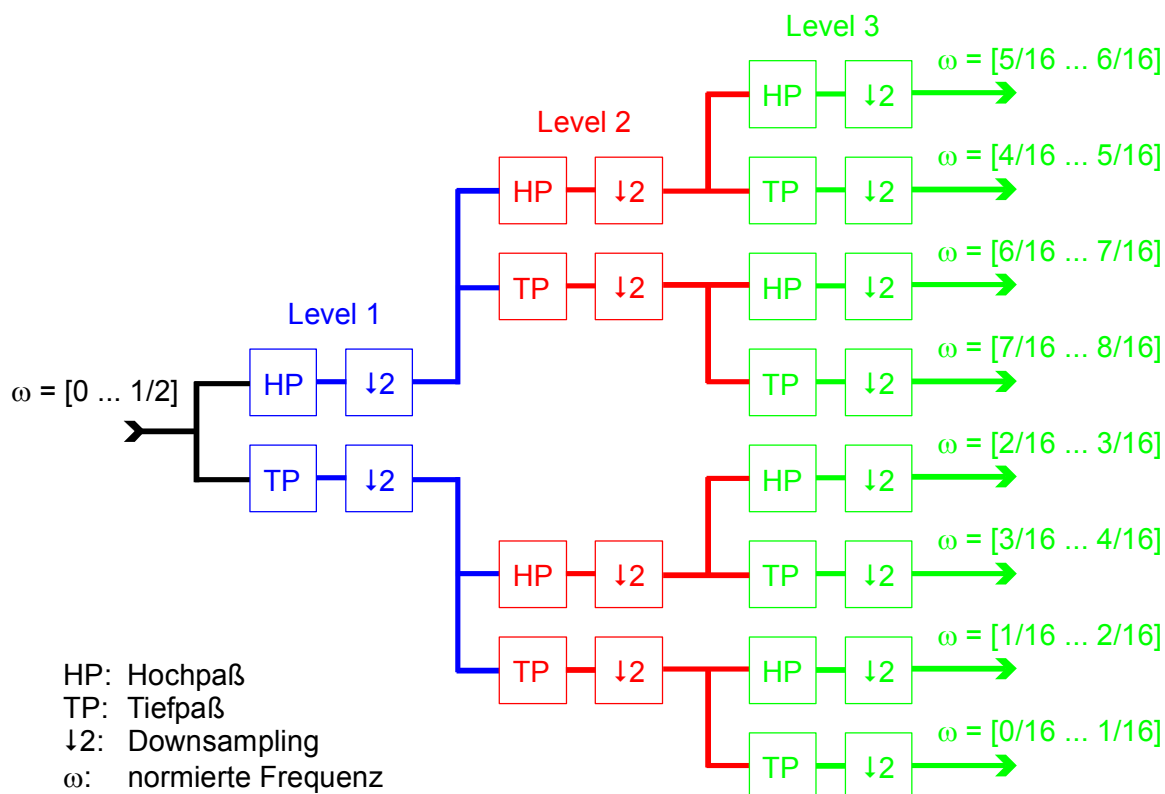 Level 3
ω = [5/16 ... 6/16]
HP
↓2
Level 2
ω = [4/16 ... 5/16]
HP
↓2
TP
↓2
ω = [6/16 ... 7/16]
TP
↓2
HP
↓2
Level 1
ω = [7/16 ... 8/16]
ω = [0 ... 1/2]
HP
↓2
TP
↓2
ω = [2/16 ... 3/16]
TP
↓2
HP
↓2
ω = [3/16 ... 4/16]
HP
↓2
TP
↓2
ω = [1/16 ... 2/16]
TP
↓2
HP
↓2
ω = [0/16 ... 1/16]
TP
↓2
HP: Hochpaß
TP: Tiefpaß
↓2: Downsampling
ω: normierte Frequenz